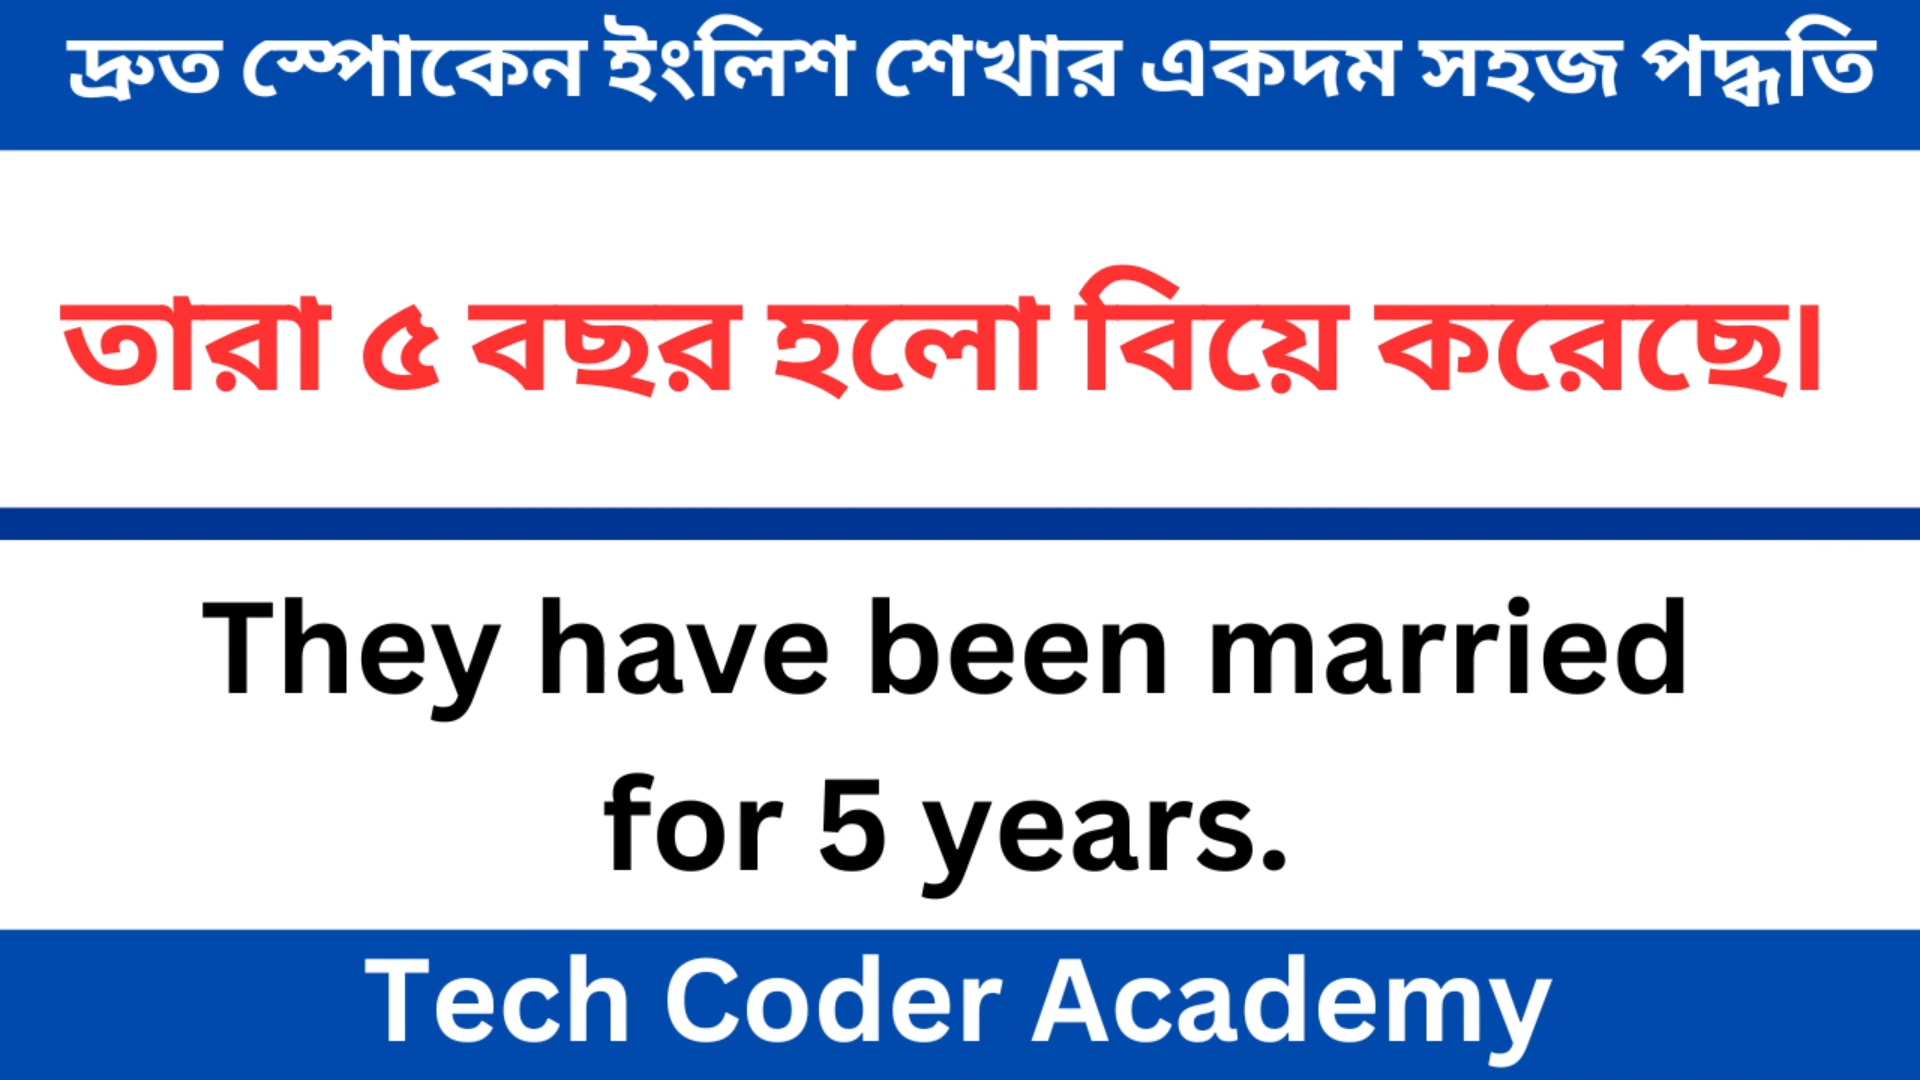 দ্রুত স্পোকেন ইংলিশ শেখার একদম সহজ পদ্ধতি
তারা ৫ বছর হলো বিয়ে করেছে।
They have been married
for 5 years.
Tech Coder Academy